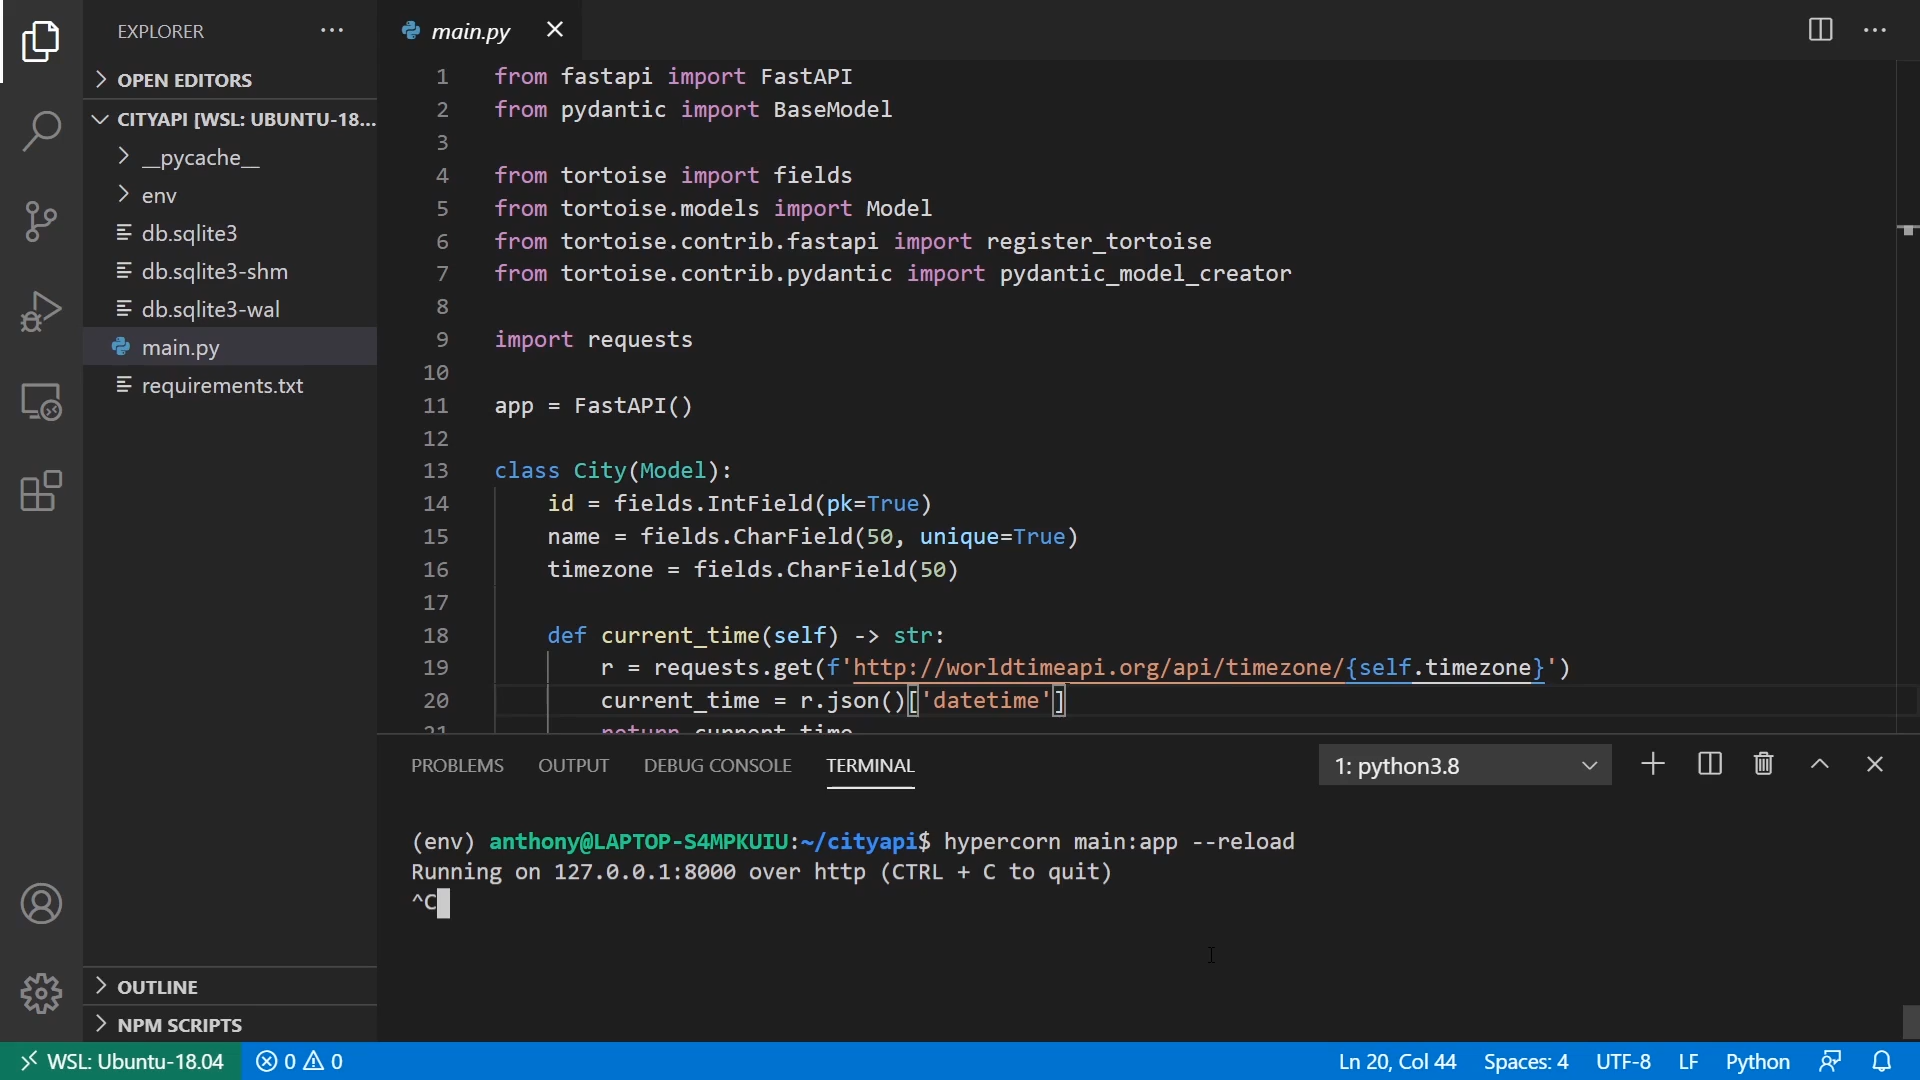 EXPLORER
OPEN EDITORS
CITYAPI [WSL: UBUNTU-18...
__pycache__
env
db.sqlite3
db.sqlite3-shm
db.sqlite3-wal
main.py
requirements.txt
OUTLINE
NPM SCRIPTS
main.py
1 from fastapi import FastAPI
2 from pydantic import BaseModel
3
4 from tortoise import fields
5 from tortoise.models import Model
6 from tortoise.contrib.fastapi import register_tortoise
7 from tortoise.contrib.pydantic import pydantic_model_creator
8
9 import requests
10
11 app = FastAPI()
12
13 class City(Model):
14 id = fields.IntField(pk=True)
15 name = fields.CharField(50, unique=True)
16 timezone = fields.CharField(50)
17
18 def current_time(self) -> str:
19 r = requests.get(f'http://worldtimeapi.org/api/timezone/{self.timezone}')
20 current_time = r.json()['datetime']
21 return current_time
PROBLEMS OUTPUT DEBUG CONSOLE TERMINAL
1: python3.8
(env) anthony@LAPTOP-S4MPKUIU:~/cityapi$ hypercorn main:app --reload
Running on 127.0.0.1:8000 over http (CTRL + C to quit)
^C
WSL: Ubuntu-18.04 0 0 Ln 20, Col 44 Spaces: 4 UTF-8 LF Python